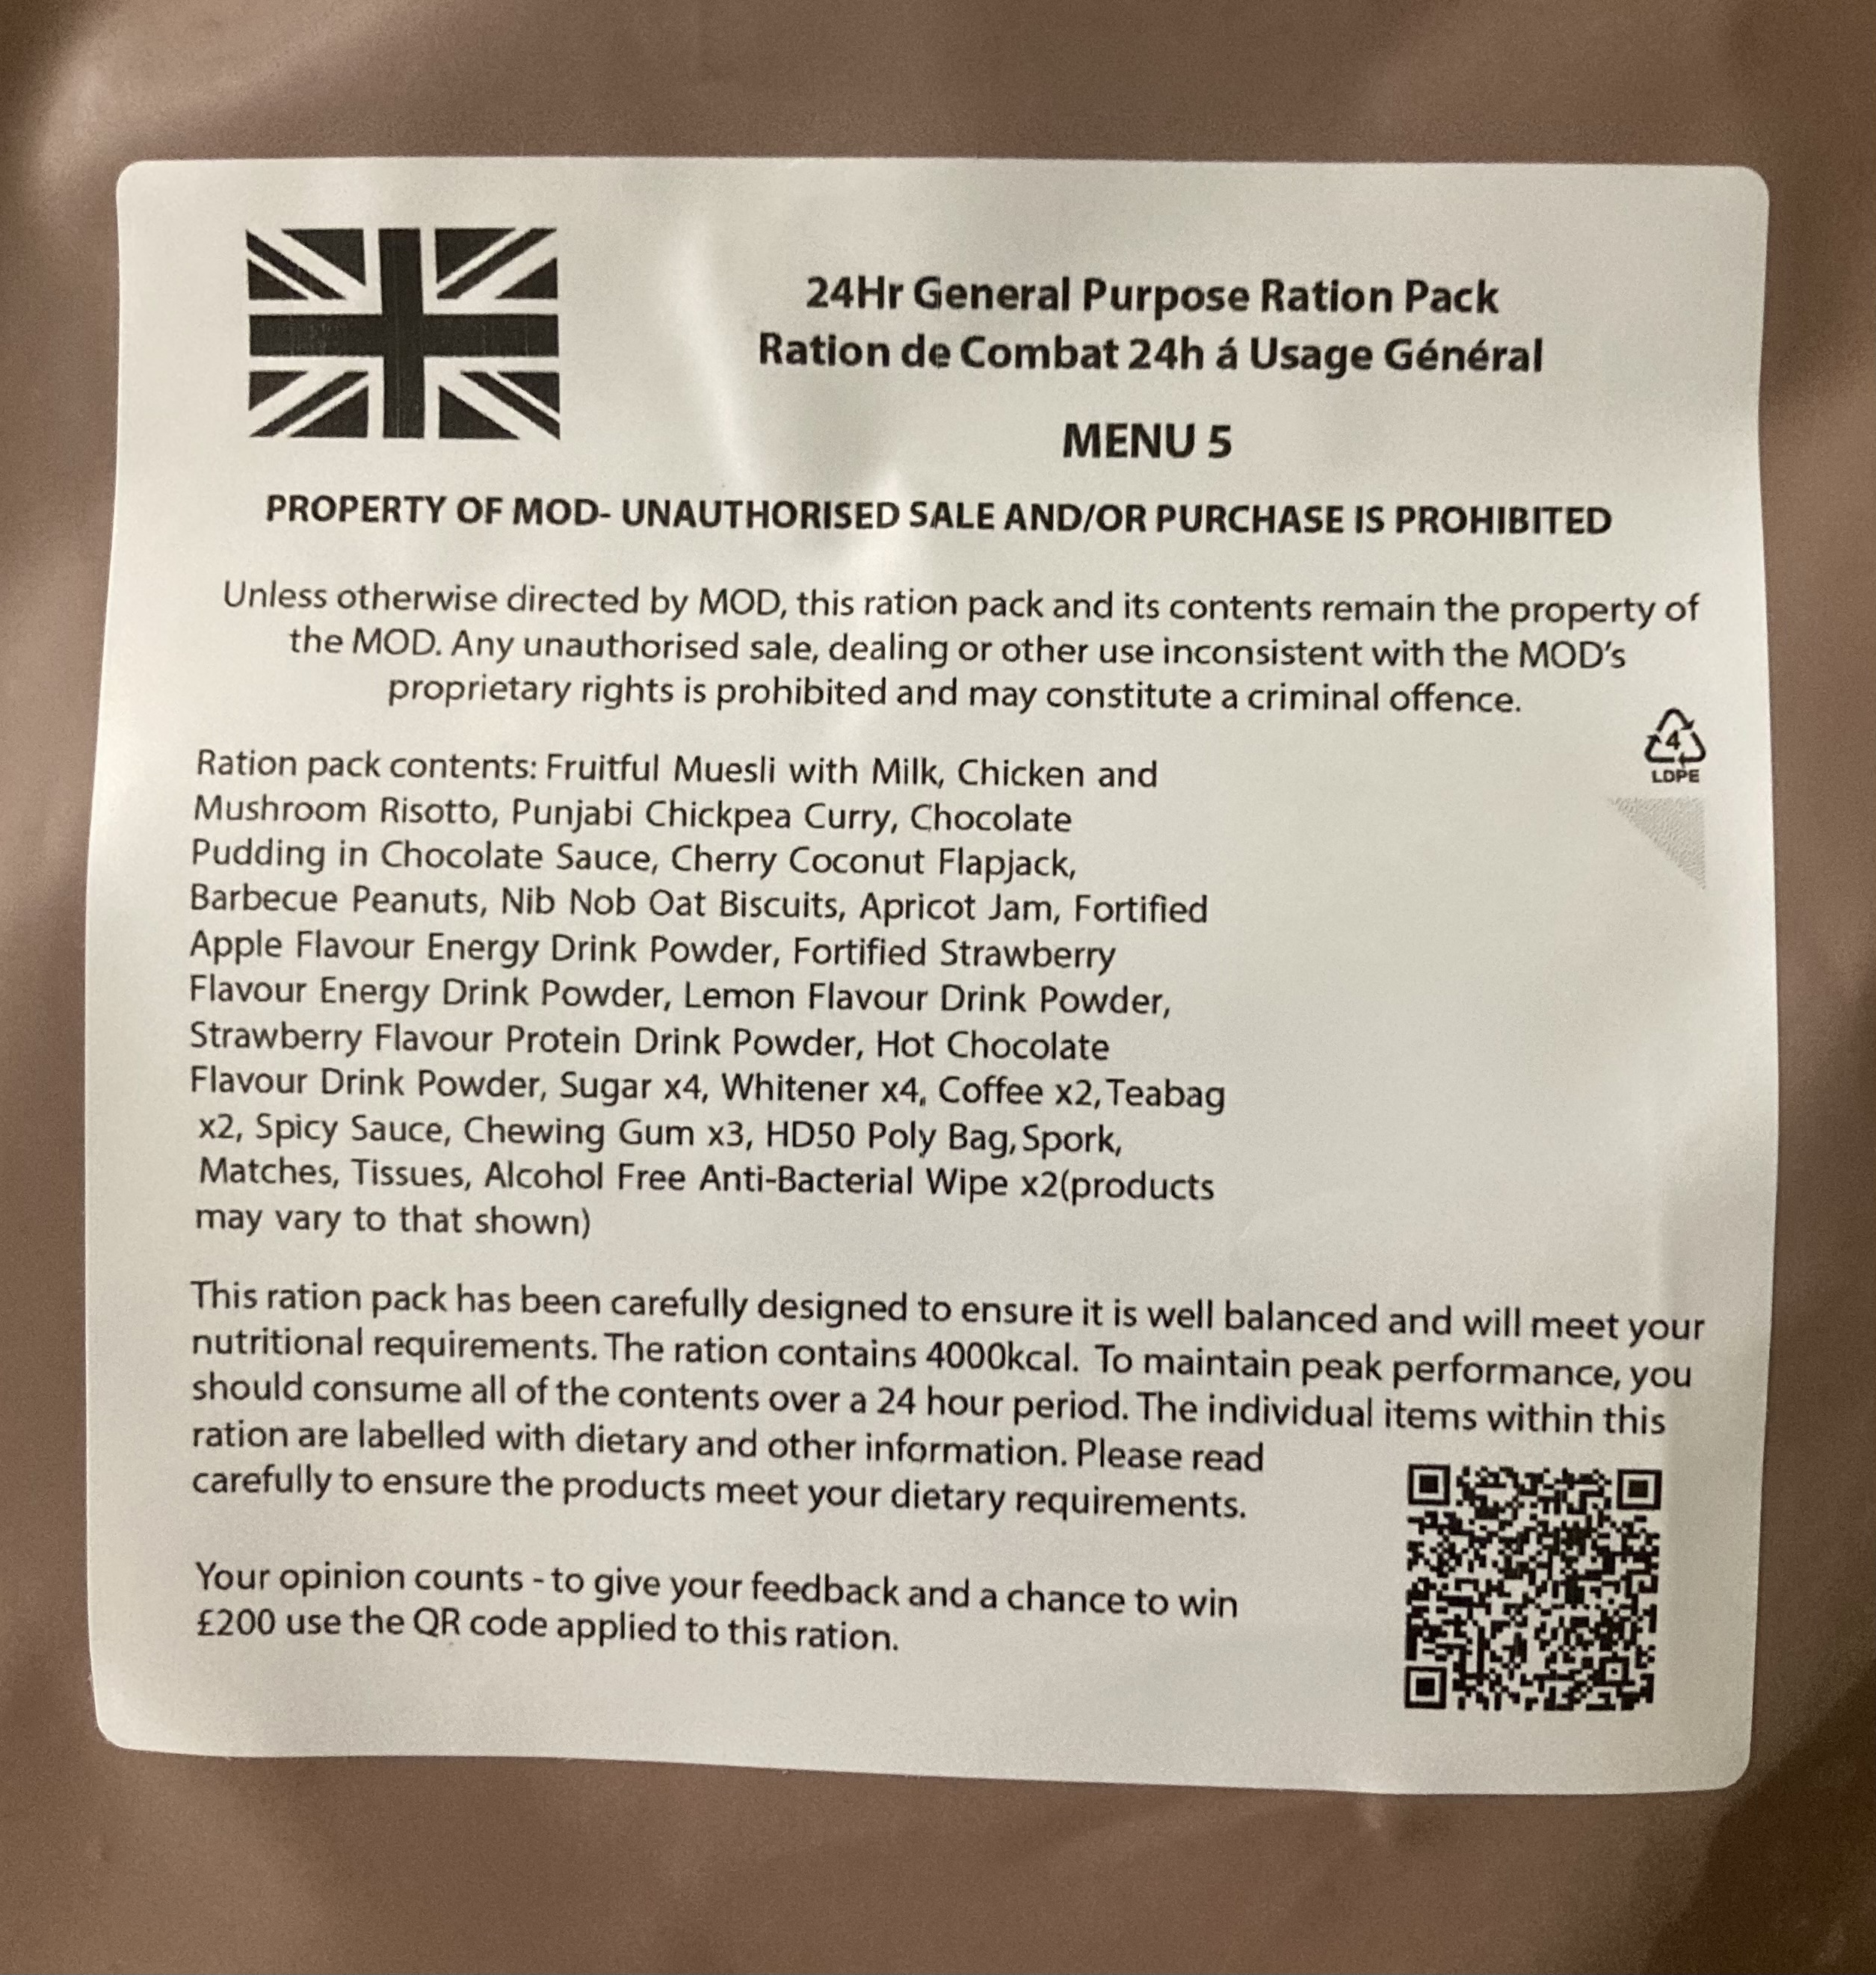 24Hr General Purpose Ration Pack
Ration de Combat 24h á Usage Général
MENU 5
PROPERTY OF MOD- UNAUTHORISED SALE AND/OR PURCHASE IS PROHIBITED
Unless otherwise directed by MOD, this ration pack and its contents remain the property of
the MOD. Any unauthorised sale, dealing or other use inconsistent with the MOD's
proprietary rights is prohibited and may constitute a criminal offence.
4
LDPE
Ration pack contents: Fruitful Muesli with Milk, Chicken and
Mushroom Risotto, Punjabi Chickpea Curry, Chocolate
Pudding in Chocolate Sauce, Cherry Coconut Flapjack,
Barbecue Peanuts, Nib Nob Oat Biscuits, Apricot Jam, Fortified
Apple Flavour Energy Drink Powder, Fortified Strawberry
Flavour Energy Drink Powder, Lemon Flavour Drink Powder,
Strawberry Flavour Protein Drink Powder, Hot Chocolate
Flavour Drink Powder, Sugar x4, Whitener x4, Coffee x2, Teabag
x2, Spicy Sauce, Chewing Gum x3, HD50 Poly Bag, Spork,
Matches, Tissues, Alcohol Free Anti-Bacterial Wipe x2(products
may vary to that shown)
This ration pack has been carefully designed to ensure it is well balanced and will meet your
nutritional requirements. The ration contains 4000kcal. To maintain peak performance, you
should consume all of the contents over a 24 hour period. The individual items within this
ration are labelled with dietary and other information. Please read
carefully to ensure the products meet your dietary requirements.
Your opinion counts - to give your feedback and a chance to win
£200 use the QR code applied to this ration.